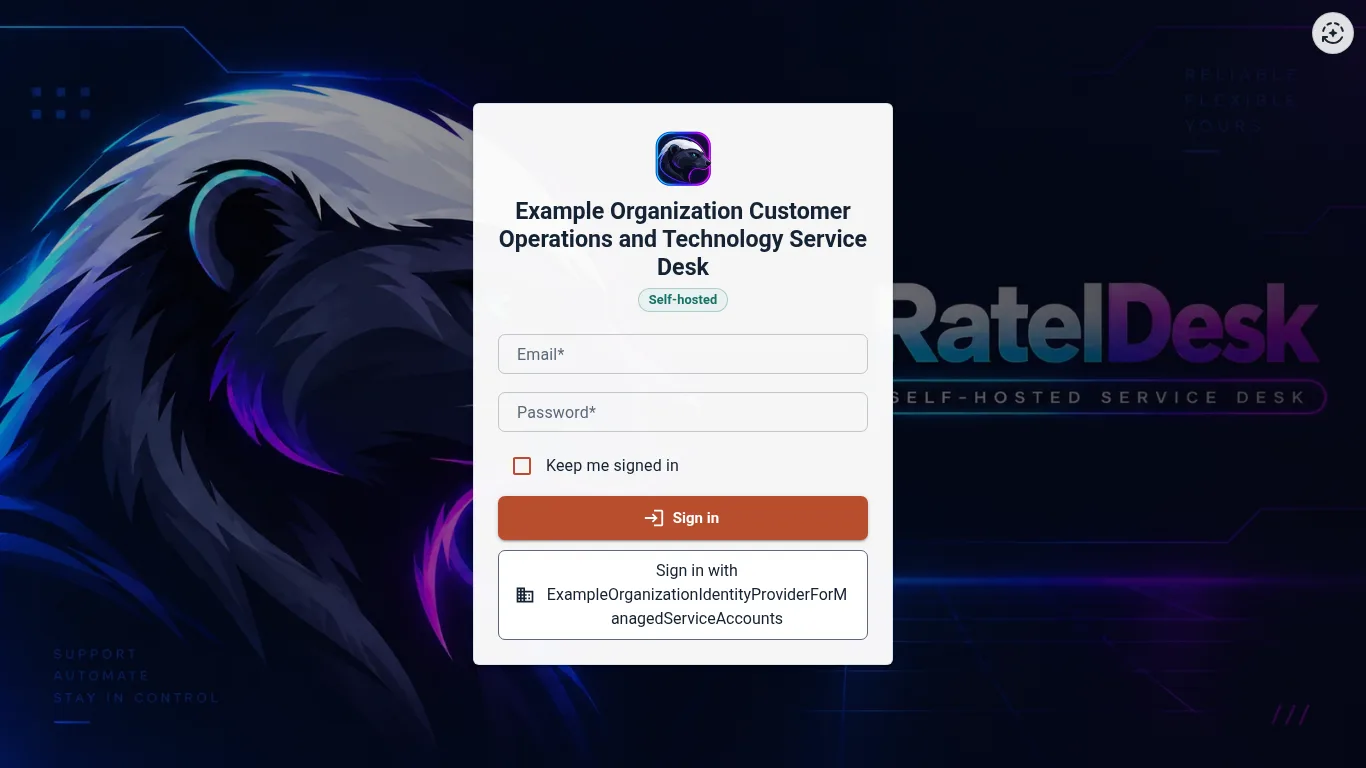 RELIABLE
FLEXIBLE
YOURS
Example Organization Customer
Operations and Technology Service
Desk
Self-hosted
Email*
Password*
Keep me signed in
Sign in
Sign in with
ExampleOrganizationIdentityProviderForM
anagedServiceAccounts
RatelDesk
SELF-HOSTED SERVICE DESK
SUPPORT
AUTOMATE
STAY IN CONTROL
///